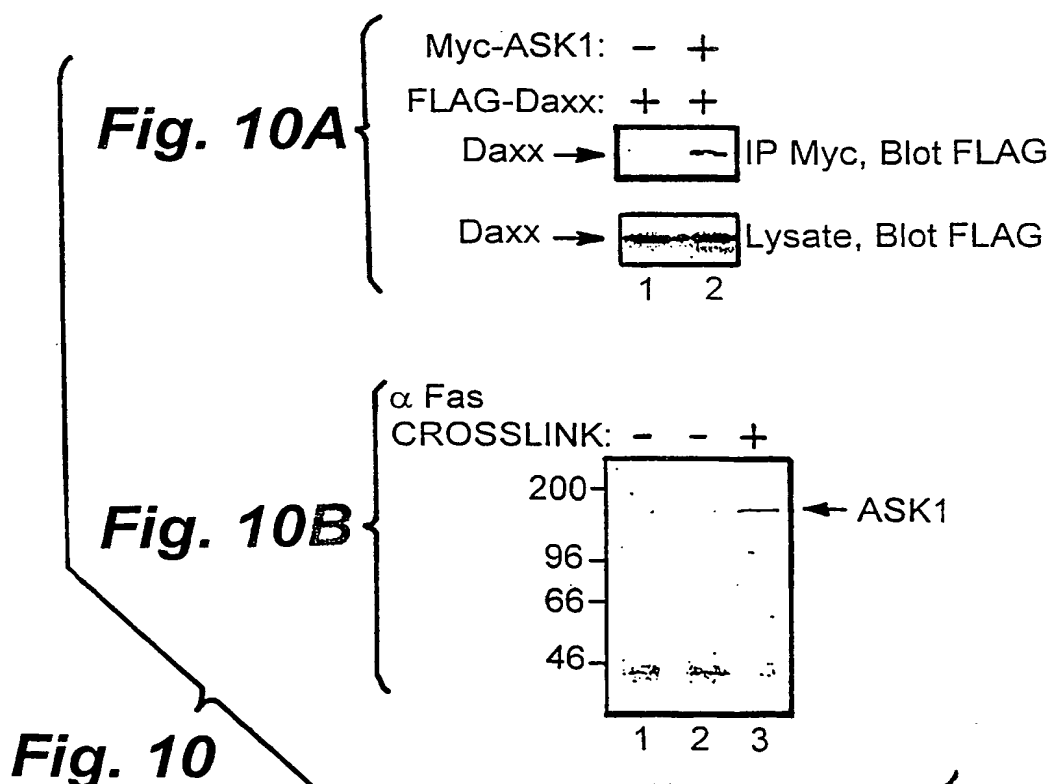 Fig. 10A
Myc-ASK1: - +
FLAG-Daxx: + +
Daxx → IP Myc, Blot FLAG
Daxx → Lysate, Blot FLAG
1 2
Fig. 10B
α Fas
CROSSLINK: - - +
200
← ASK1
96
66
46
1 2 3
Fig. 10